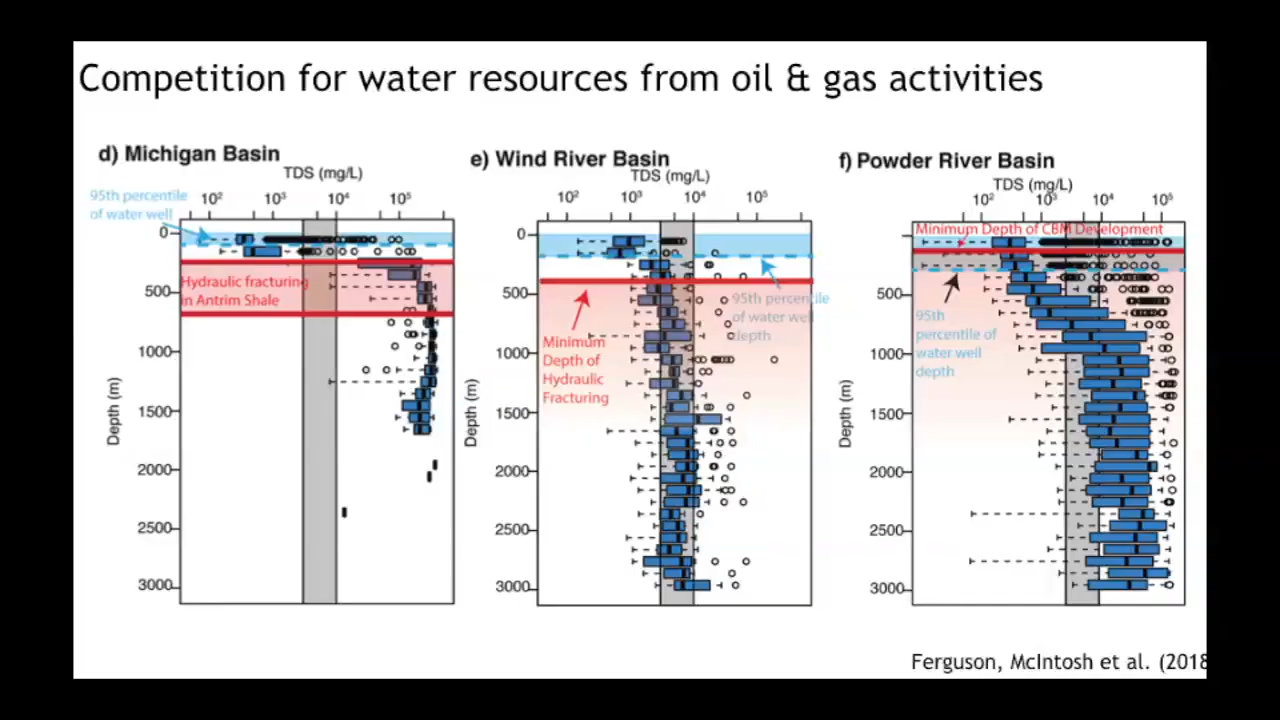 Competition for water resources from oil & gas activities
d) Michigan Basin
TDS (mg/L)
10² 10³ 10⁴ 10⁵
95th percentile
of water well
Hydraulic fracturing
in Antrim Shale
Depth (m)
0
500
1000
1500
2000
2500
3000
e) Wind River Basin
TDS (mg/L)
10² 10³ 10⁴ 10⁵
95th percentile
of water well
depth
Minimum
Depth of
Hydraulic
Fracturing
Depth (m)
0
500
1000
1500
2000
2500
3000
f) Powder River Basin
TDS (mg/L)
10² 10³ 10⁴ 10⁵
Minimum Depth of CBM Development
95th
percentile of
water well
depth
Depth (m)
500
1000
1500
2000
2500
3000
Ferguson, McIntosh et al. (2018